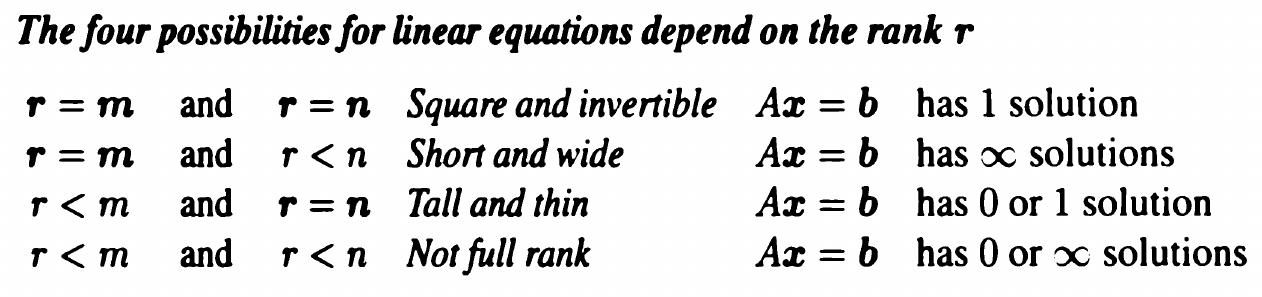 The four possibilities for linear equations depend on the rank r
r = m and r = n Square and invertible Ax = b has 1 solution
r = m and r < n Short and wide Ax = b has ∞ solutions
r < m and r = n Tall and thin Ax = b has 0 or 1 solution
r < m and r < n Not full rank Ax = b has 0 or ∞ solutions